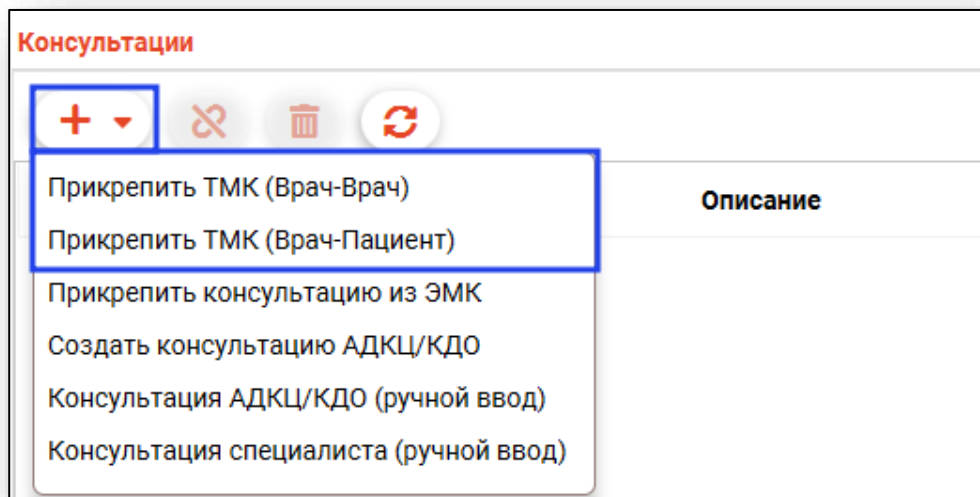 Консультации
Прикрепить ТМК (Врач-Врач)
Описание
Прикрепить ТМК (Врач-Пациент)
Прикрепить консультацию из ЭМК
Создать консультацию АДКЦ/КДО
Консультация АДКЦ/КДО (ручной ввод)
Консультация специалиста (ручной ввод)